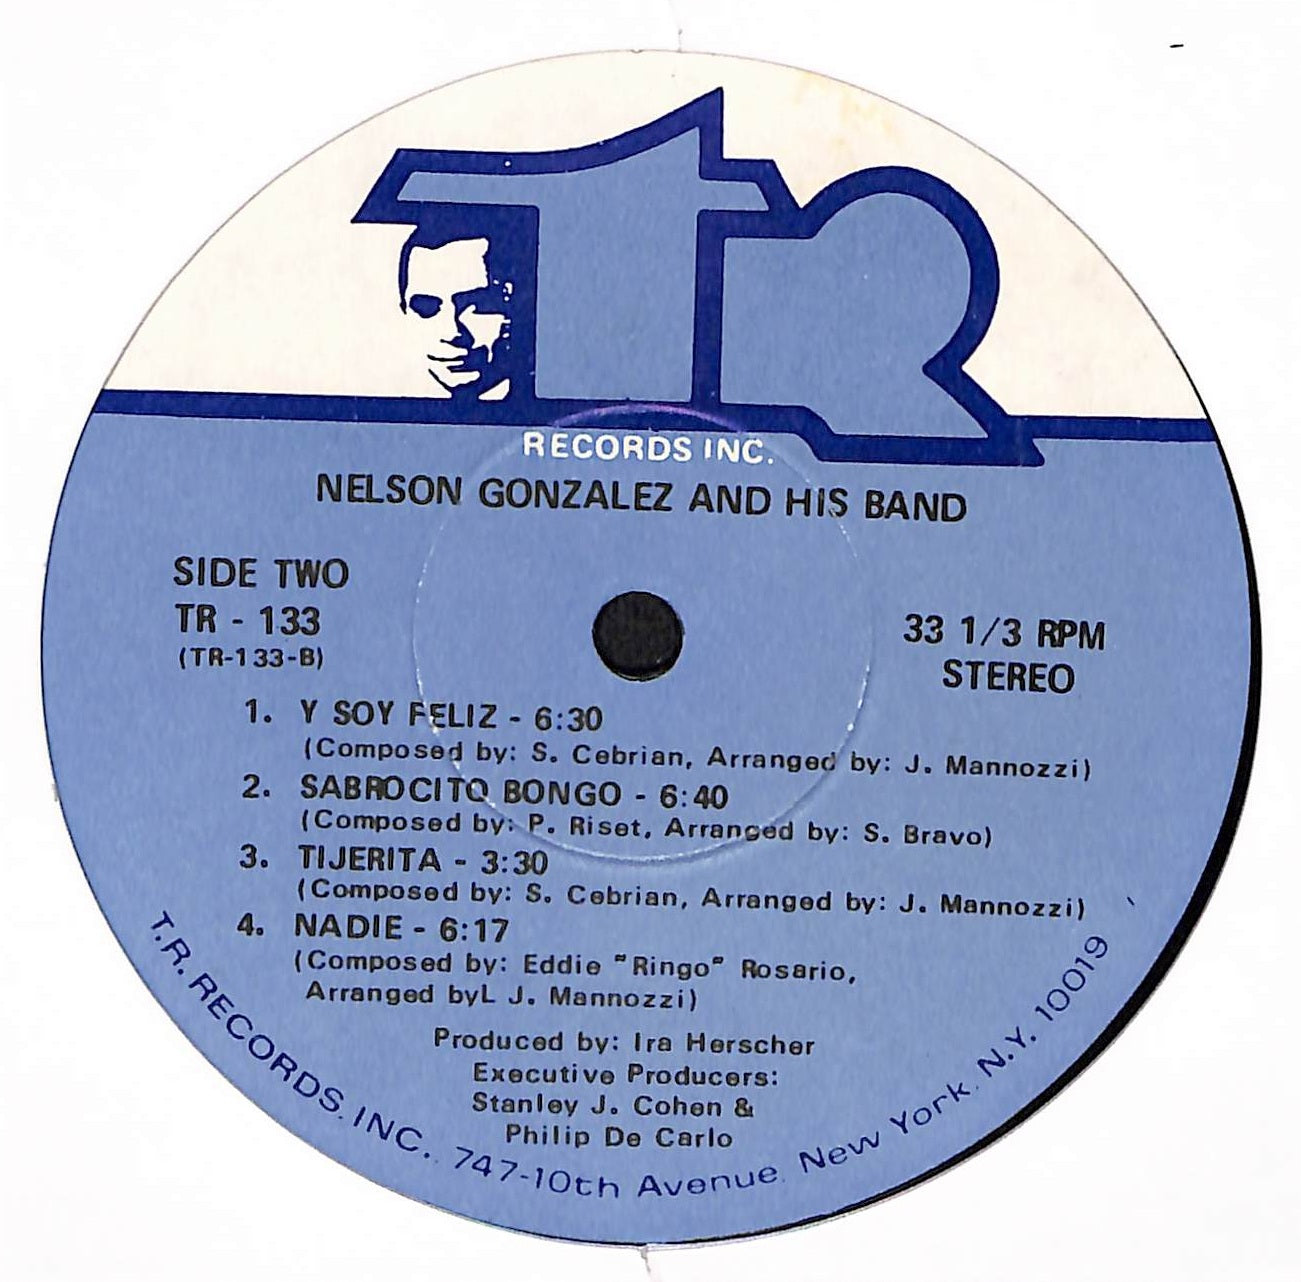 TR
RECORDS INC.
NELSON GONZALEZ AND HIS BAND
SIDE TWO
TR - 133
(TR-133-B)
33 1/3 RPM
STEREO
1. Y SOY FELIZ - 6:30
(Composed by: S. Cebrian, Arranged by: J. Mannozzi)
2. SABROCITO BONGO - 6:40
(Composed by: P. Riset, Arranged by: S. Bravo)
3. TIJERITA - 3:30
(Composed by: S. Cebrian, Arranged by: J. Mannozzi)
4. NADIE - 6:17
(Composed by: Eddie "Ringo" Rosario,
Arranged byL J. Mannozzi)
Produced by: Ira Herscher
Executive Producers:
Stanley J. Cohen &
Philip De Carlo
T.R. RECORDS, INC., 747-10th Avenue, New York, N.Y. 10019